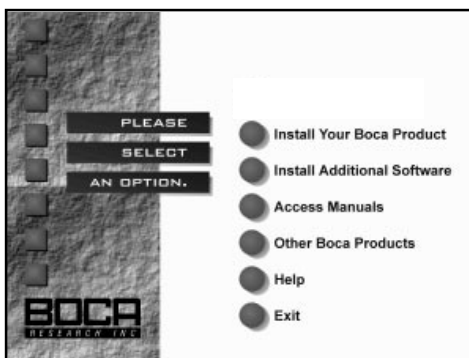 PLEASE
SELECT
AN OPTION.
Install Your Boca Product
Install Additional Software
Access Manuals
Other Boca Products
Help
Exit
BOCA
RESEARCH INC